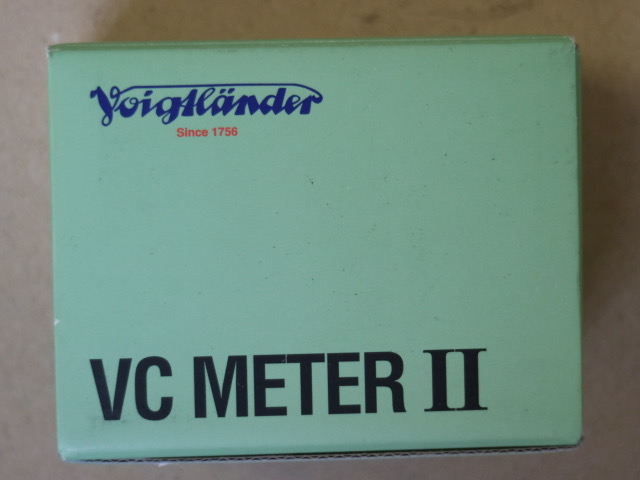 Voigtländer
Since 1756
VC METER II